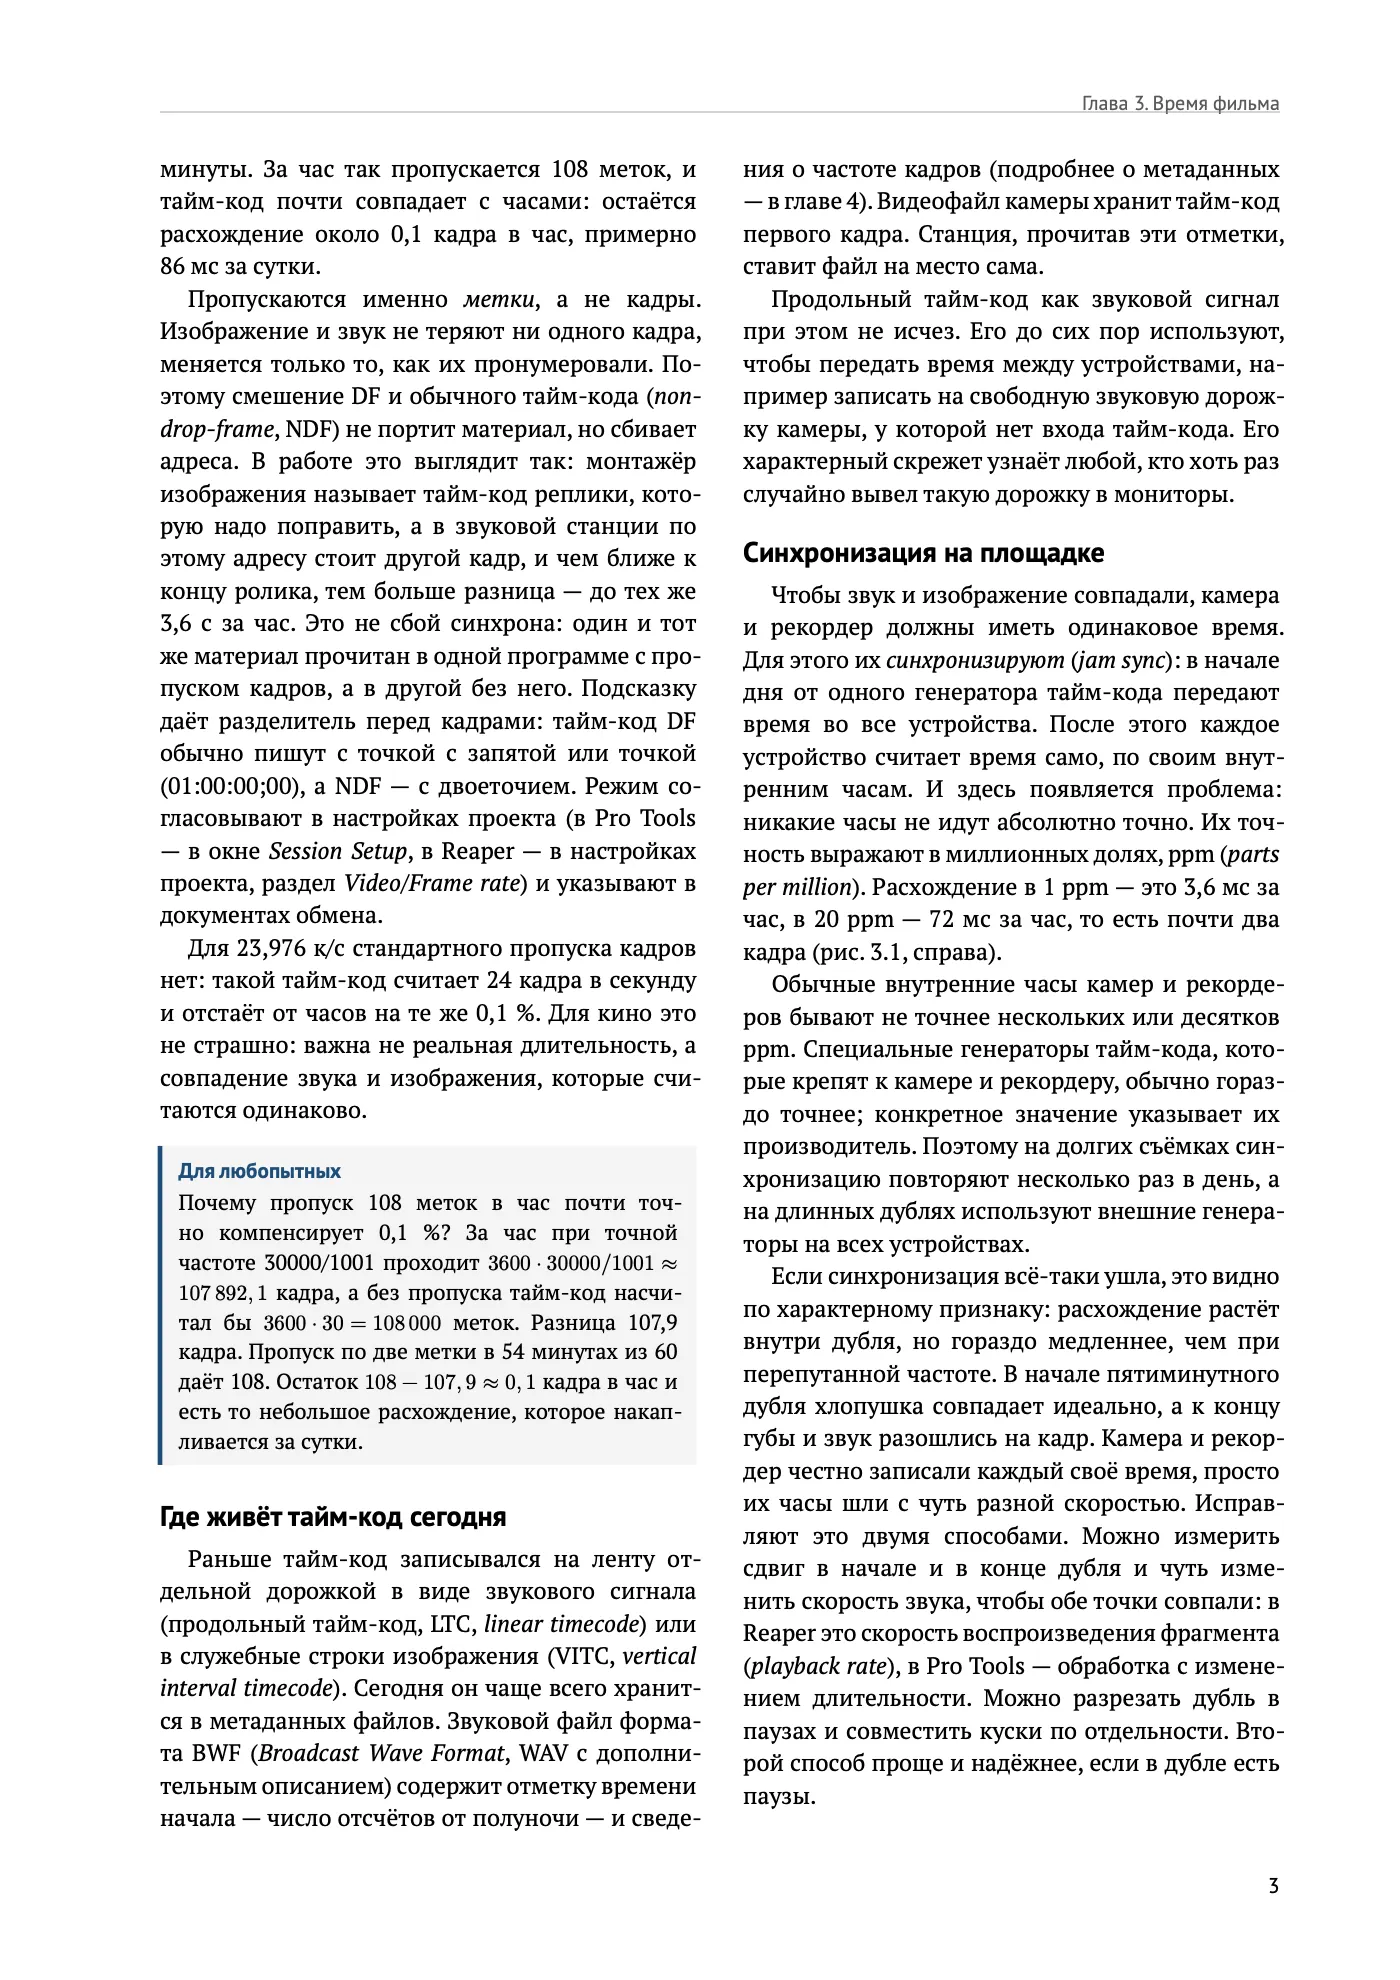 Глава 3. Время фильма
минуты. За час так пропускается 108 меток, и
тайм-код почти совпадает с часами: остаётся
расхождение около 0,1 кадра в час, примерно
86 мс за сутки.
Пропускаются именно метки, а не кадры.
Изображение и звук не теряют ни одного кадра,
меняется только то, как их пронумеровали. По-
этому смешение DF и обычного тайм-кода (non-
drop-frame, NDF) не портит материал, но сбивает
адреса. В работе это выглядит так: монтажёр
изображения называет тайм-код реплики, кото-
рую надо поправить, а в звуковой станции по
этому адресу стоит другой кадр, и чем ближе к
концу ролика, тем больше разница — до тех же
3,6 с за час. Это не сбой синхрона: один и тот
же материал прочитан в одной программе с про-
пуском кадров, а в другой без него. Подсказку
даёт разделитель перед кадрами: тайм-код DF
обычно пишут с точкой с запятой или точкой
(01:00:00;00), а NDF — с двоеточием. Режим со-
гласовывают в настройках проекта (в Pro Tools
— в окне Session Setup, в Reaper — в настройках
проекта, раздел Video/Frame rate) и указывают в
документах обмена.
Для 23,976 к/с стандартного пропуска кадров
нет: такой тайм-код считает 24 кадра в секунду
и отстаёт от часов на те же 0,1 %. Для кино это
не страшно: важна не реальная длительность, а
совпадение звука и изображения, которые счи-
таются одинаково.
Для любопытных
Почему пропуск 108 меток в час почти точ-
но компенсирует 0,1 %? За час при точной
частоте 30000/1001 проходит 3600 · 30000/1001 ≈
107 892, 1 кадра, а без пропуска тайм-код насчи-
тал бы 3600 · 30 = 108 000 меток. Разница 107,9
кадра. Пропуск по две метки в 54 минутах из 60
даёт 108. Остаток 108 − 107, 9 ≈ 0, 1 кадра в час и
есть то небольшое расхождение, которое накап-
ливается за сутки.
Где живёт тайм-код сегодня
Раньше тайм-код записывался на ленту от-
дельной дорожкой в виде звукового сигнала
(продольный тайм-код, LTC, linear timecode) или
в служебные строки изображения (VITC, vertical
interval timecode). Сегодня он чаще всего хранит-
ся в метаданных файлов. Звуковой файл форма-
та BWF (Broadcast Wave Format, WAV с дополни-
тельным описанием) содержит отметку времени
начала — число отсчётов от полуночи — и сведе-
ния о частоте кадров (подробнее о метаданных
— в главе 4). Видеофайл камеры хранит тайм-код
первого кадра. Станция, прочитав эти отметки,
ставит файл на место сама.
Продольный тайм-код как звуковой сигнал
при этом не исчез. Его до сих пор используют,
чтобы передать время между устройствами, на-
пример записать на свободную звуковую дорож-
ку камеры, у которой нет входа тайм-кода. Его
характерный скрежет узнаёт любой, кто хоть раз
случайно вывел такую дорожку в мониторы.
Синхронизация на площадке
Чтобы звук и изображение совпадали, камера
и рекордер должны иметь одинаковое время.
Для этого их синхронизируют (jam sync): в начале
дня от одного генератора тайм-кода передают
время во все устройства. После этого каждое
устройство считает время само, по своим внут-
ренним часам. И здесь появляется проблема:
никакие часы не идут абсолютно точно. Их точ-
ность выражают в миллионных долях, ppm (parts
per million). Расхождение в 1 ppm — это 3,6 мс за
час, в 20 ppm — 72 мс за час, то есть почти два
кадра (рис. 3.1, справа).
Обычные внутренние часы камер и рекорде-
ров бывают не точнее нескольких или десятков
ppm. Специальные генераторы тайм-кода, кото-
рые крепят к камере и рекордеру, обычно гораз-
до точнее; конкретное значение указывает их
производитель. Поэтому на долгих съёмках син-
хронизацию повторяют несколько раз в день, а
на длинных дублях используют внешние генера-
торы на всех устройствах.
Если синхронизация всё-таки ушла, это видно
по характерному признаку: расхождение растёт
внутри дубля, но гораздо медленнее, чем при
перепутанной частоте. В начале пятиминутного
дубля хлопушка совпадает идеально, а к концу
губы и звук разошлись на кадр. Камера и рекор-
дер честно записали каждый своё время, просто
их часы шли с чуть разной скоростью. Исправ-
ляют это двумя способами. Можно измерить
сдвиг в начале и в конце дубля и чуть изме-
нить скорость звука, чтобы обе точки совпали: в
Reaper это скорость воспроизведения фрагмента
(playback rate), в Pro Tools — обработка с измене-
нием длительности. Можно разрезать дубль в
паузах и совместить куски по отдельности. Вто-
рой способ проще и надёжнее, если в дубле есть
паузы.
3